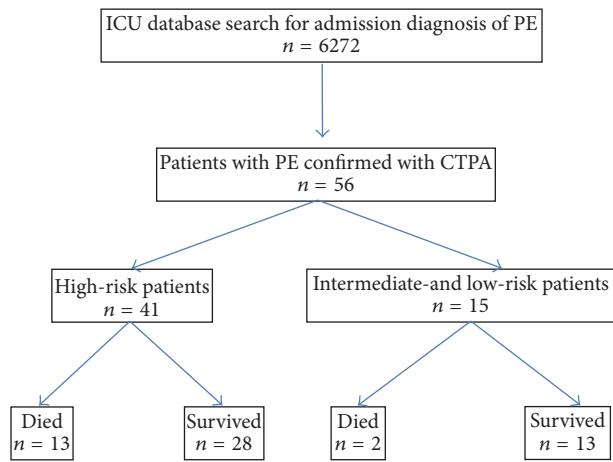 ICU database search for admission diagnosis of PE
n = 6272
Patients with PE confirmed with CTPA
n = 56
High-risk patients
n = 41
Intermediate-and low-risk patients
n = 15
Died
n = 13
Survived
n = 28
Died
n = 2
Survived
n = 13